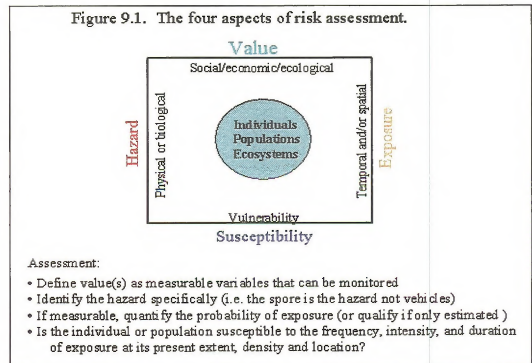 Figure 9.1. The four aspects of risk assessment.
Value
Social/economic/ecological
Hazard
Physical or biological
Individuals
Populations
Ecosystems
Temporal and/or spatial
Exposure
Vulnerability
Susceptibility
Assessment:
• Define value(s) as measurable variables that can be monitored
• Identify the hazard specifically (i.e. the spore is the hazard not vehicles)
• If measurable, quantify the probability of exposure (or qualify if only estimated )
• Is the individual or population susceptible to the frequency, intensity, and duration
of exposure at its present extent, density and location?